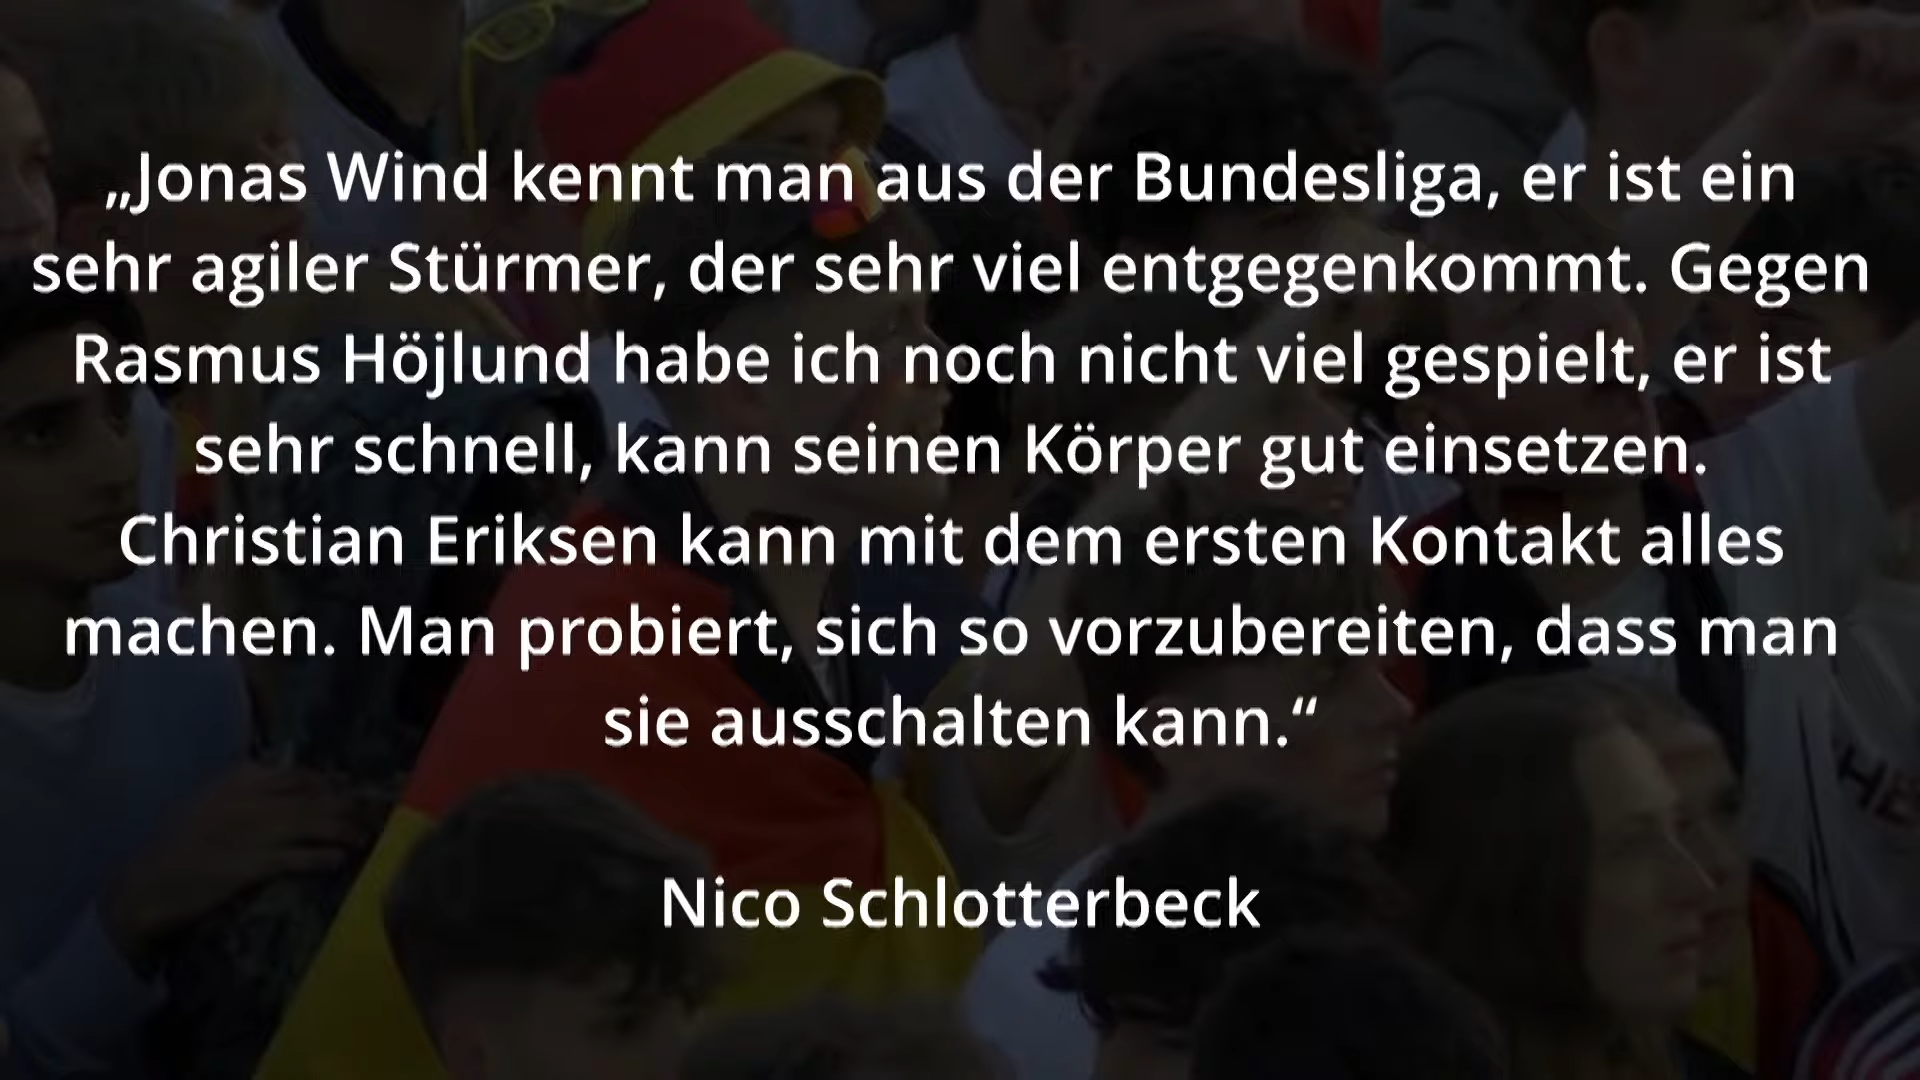 „Jonas Wind kennt man aus der Bundesliga, er ist ein
sehr agiler Stürmer, der sehr viel entgegenkommt. Gegen
Rasmus Höjlund habe ich noch nicht viel gespielt, er ist
sehr schnell, kann seinen Körper gut einsetzen.
Christian Eriksen kann mit dem ersten Kontakt alles
machen. Man probiert, sich so vorzubereiten, dass man
sie ausschalten kann.“
Nico Schlotterbeck